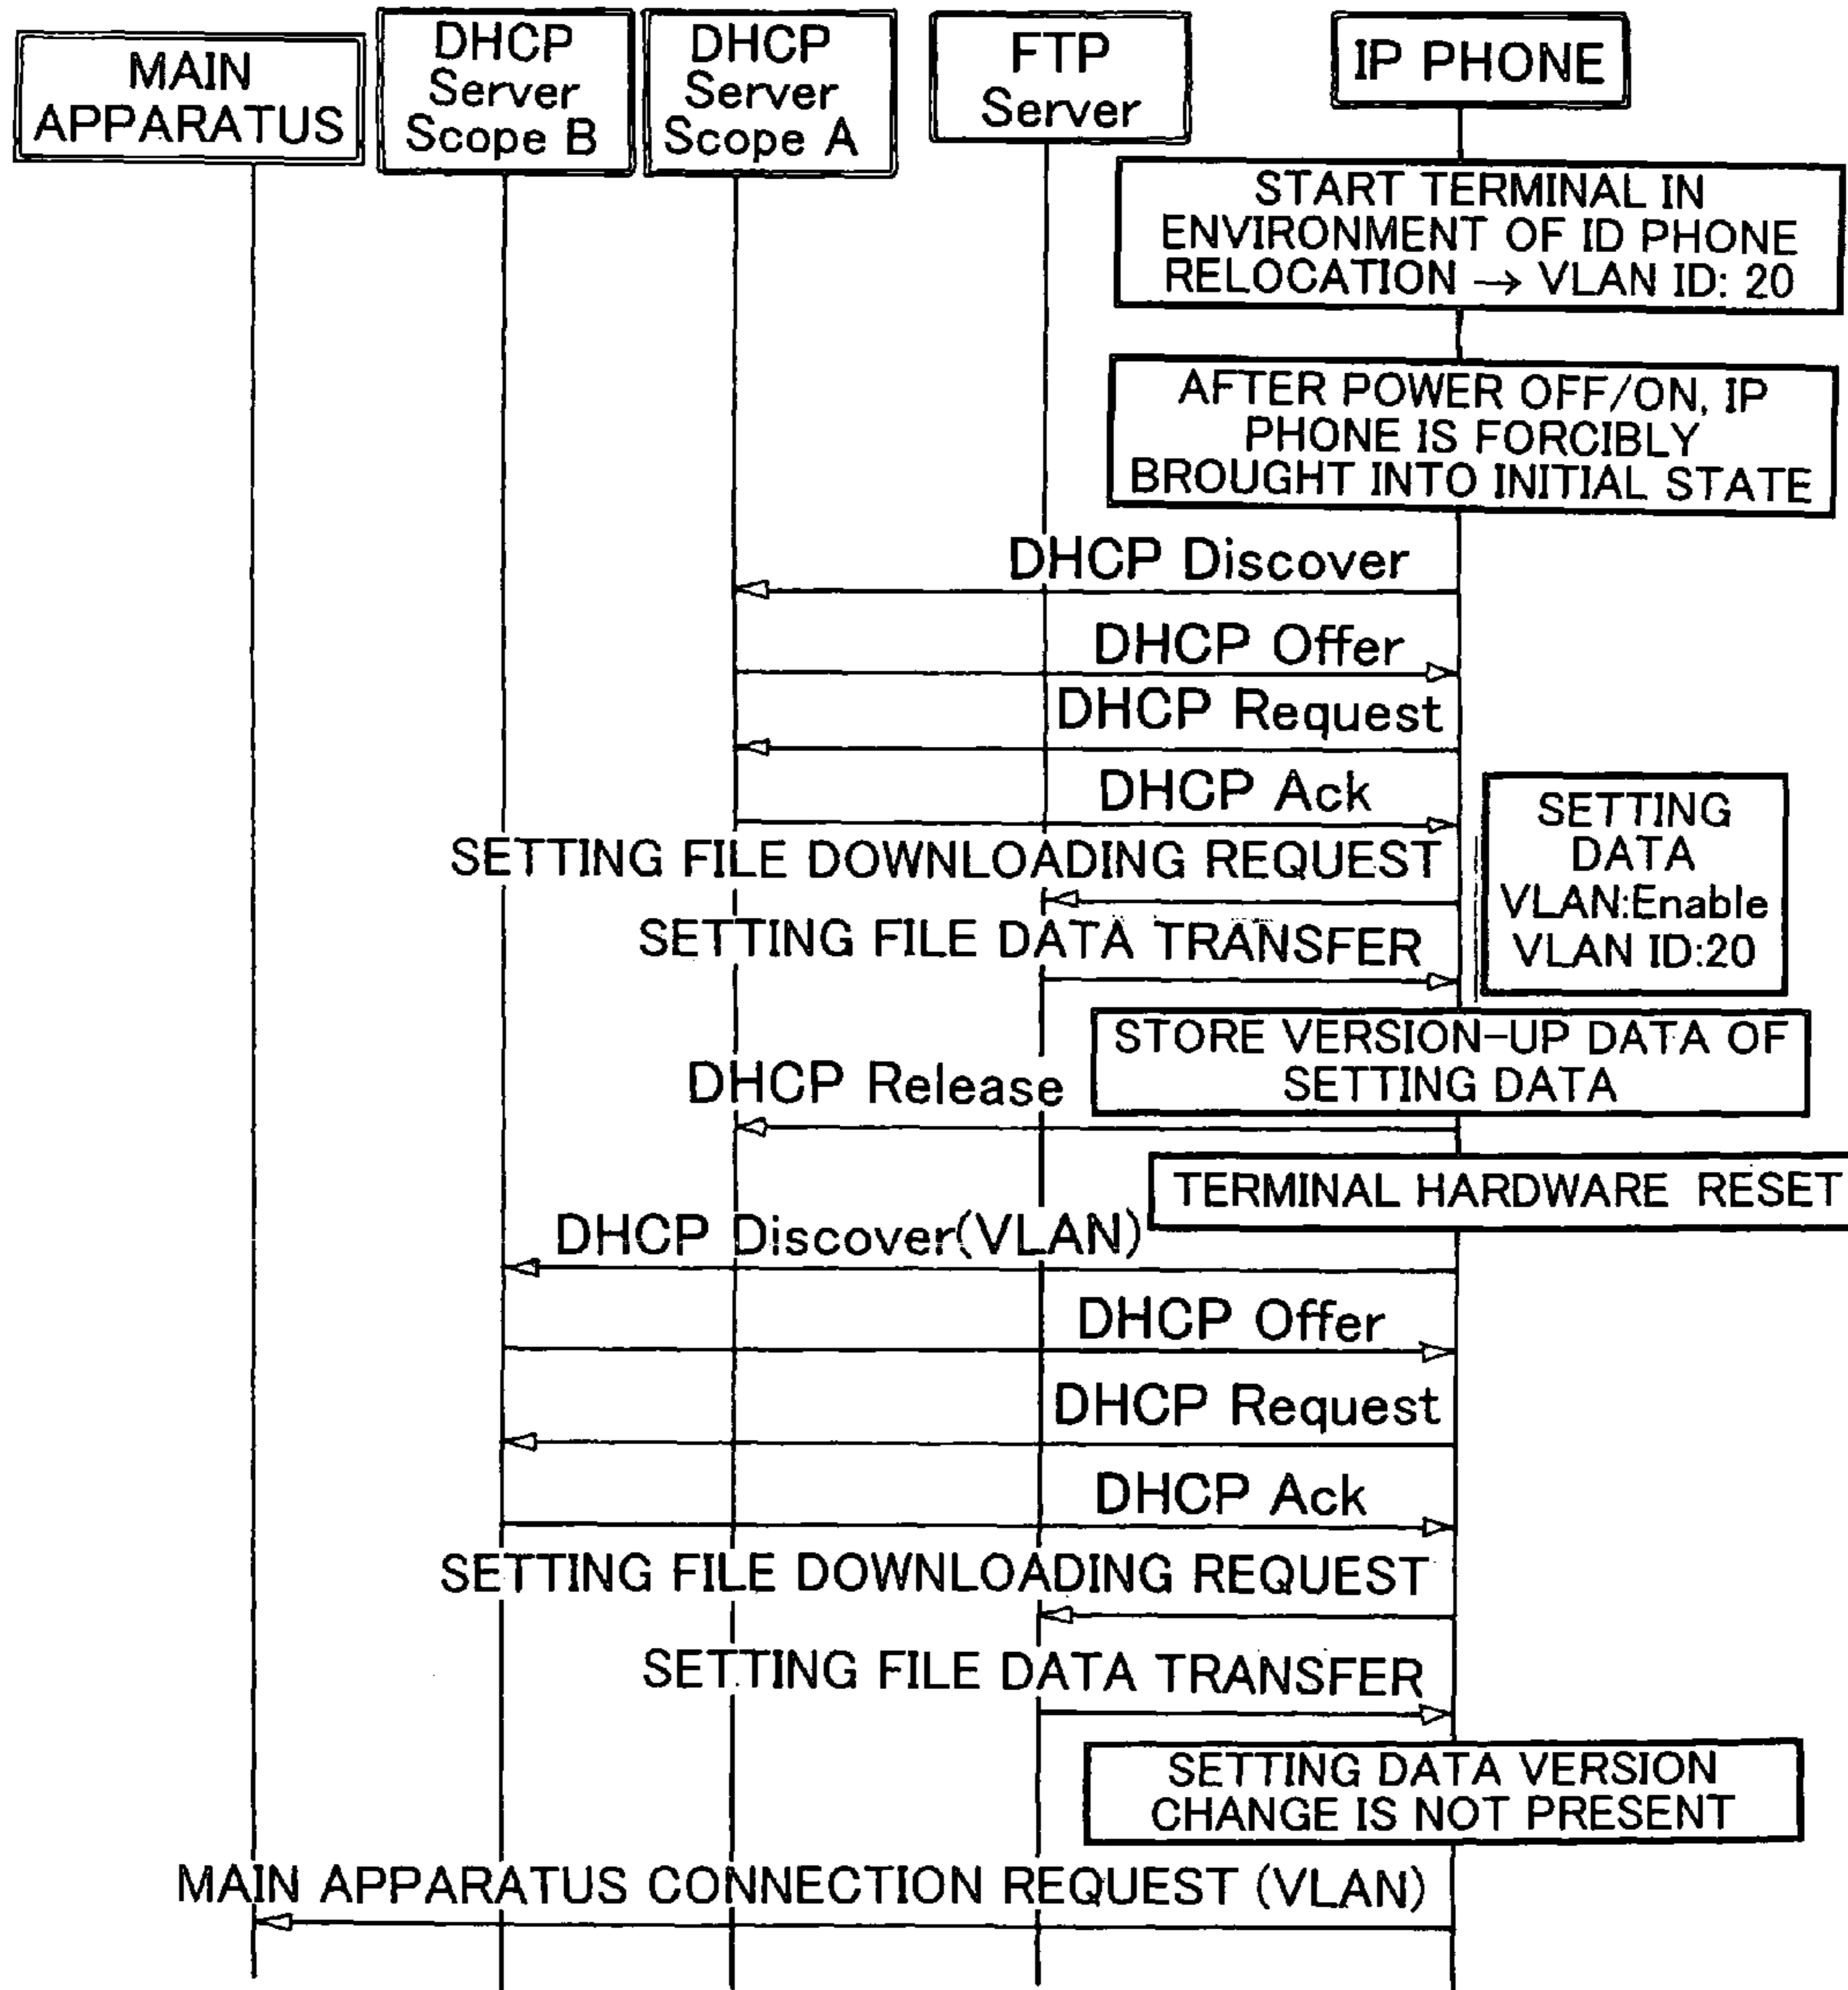 MAIN
APPARATUS
DHCP
Server
Scope B
DHCP
Server
Scope A
FTP
Server
IP PHONE
START TERMINAL IN
ENVIRONMENT OF ID PHONE
RELOCATION → VLAN ID: 20
AFTER POWER OFF/ON, IP
PHONE IS FORCIBLY
BROUGHT INTO INITIAL STATE
DHCP Discover
DHCP Offer
DHCP Request
DHCP Ack
SETTING
DATA
VLAN:Enable
VLAN ID:20
SETTING FILE DOWNLOADING REQUEST
SETTING FILE DATA TRANSFER
STORE VERSION-UP DATA OF
SETTING DATA
DHCP Release
TERMINAL HARDWARE RESET
DHCP Discover(VLAN)
DHCP Offer
DHCP Request
DHCP Ack
SETTING FILE DOWNLOADING REQUEST
SETTING FILE DATA TRANSFER
SETTING DATA VERSION
CHANGE IS NOT PRESENT
MAIN APPARATUS CONNECTION REQUEST (VLAN)